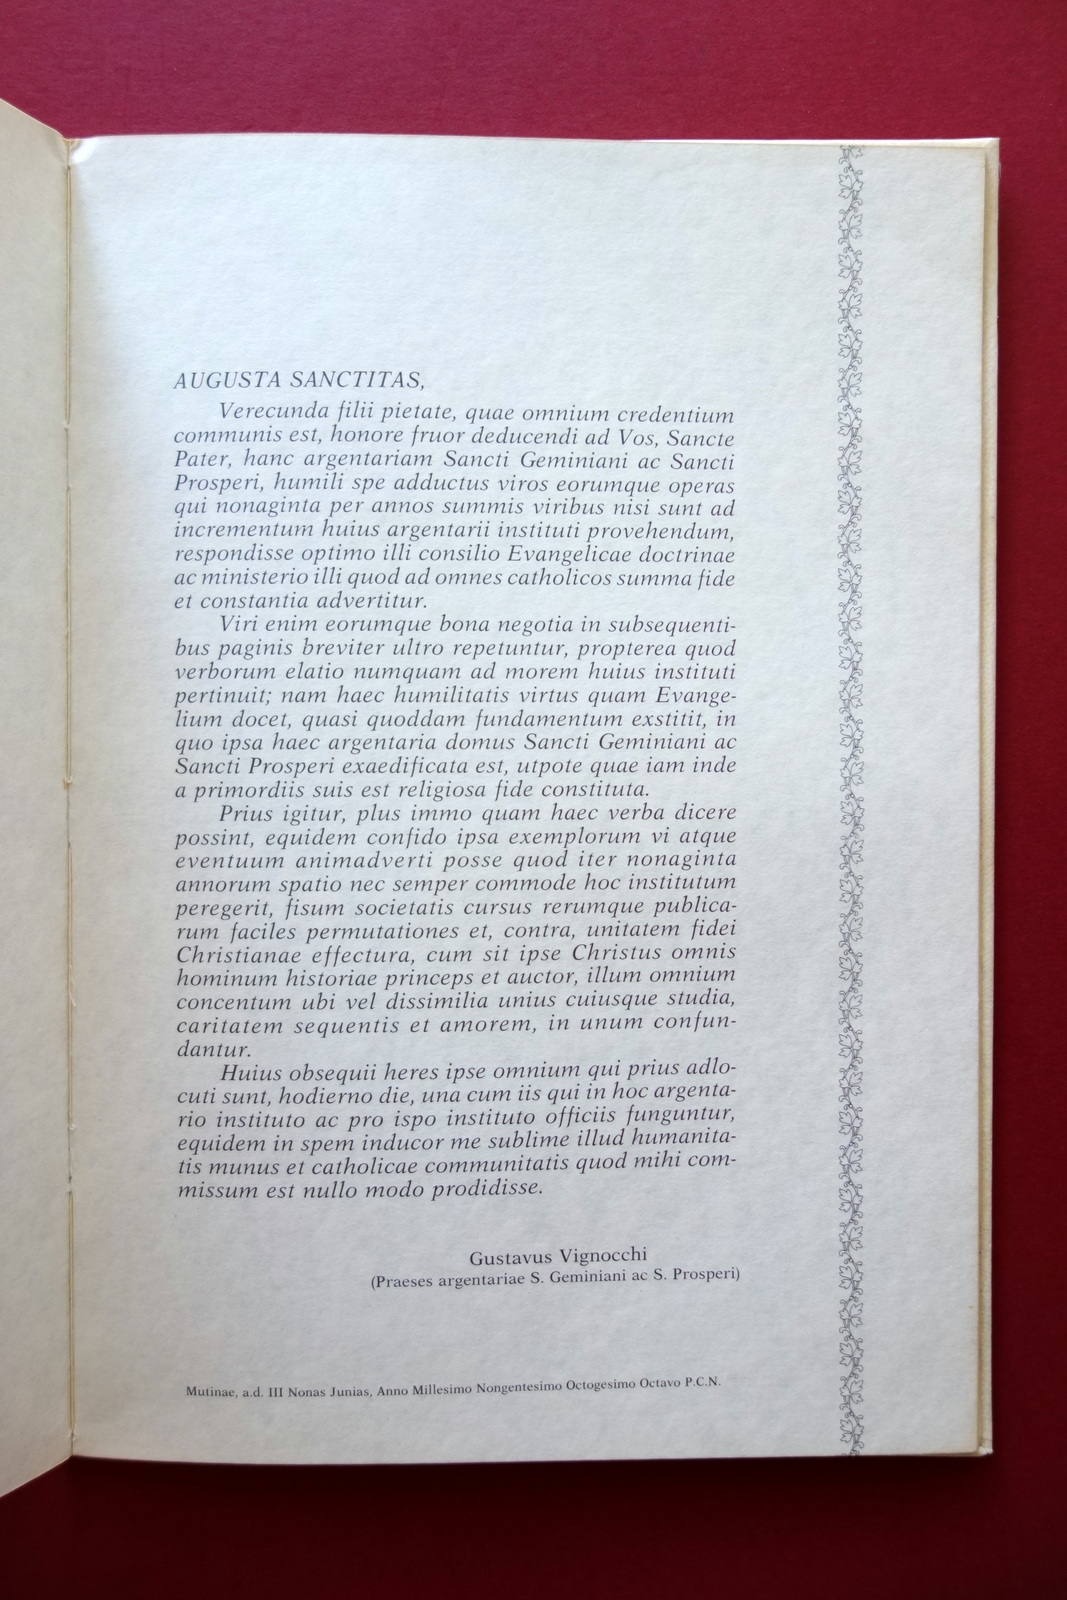 AUGUSTA SANCTITAS,
Verecunda filii pietate, quae omnium credentium
communis est, honore fruor deducendi ad Vos, Sancte
Pater, hanc argentariam Sancti Geminiani ac Sancti
Prosperi, humili spe adductus viros eorumque operas
qui nonaginta per annos summis viribus nisi sunt ad
incrementum huius argentarii instituti provehendum,
respondisse optimo illi consilio Evangelicae doctrinae
ac ministerio illi quod ad omnes catholicos summa fide
et constantia advertitur.
Viri enim eorumque bona negotia in subsequenti-
bus paginis breviter ultro repetuntur, propterea quod
verborum elatio numquam ad morem huius instituti
pertinuit; nam haec humilitatis virtus quam Evange-
lium docet, quasi quoddam fundamentum exstitit, in
quo ipsa haec argentaria domus Sancti Geminiani ac
Sancti Prosperi exaedificata est, utpote quae iam inde
a primordiis suis est religiosa fide constituta.
Prius igitur, plus immo quam haec verba dicere
possint, equidem confido ipsa exemplorum vi atque
eventuum animadverti posse quod iter nonaginta
annorum spatio nec semper commode hoc institutum
peregerit, fisum societatis cursus rerumque publica-
rum faciles permutationes et, contra, unitatem fidei
Christianae effectura, cum sit ipse Christus omnis
hominum historiae princeps et auctor, illum omnium
concentum ubi vel dissimilia unius cuiusque studia,
caritatem sequentis et amorem, in unum confun-
dantur.
Huius obsequii heres ipse omnium qui prius adlo-
cuti sunt, hodierno die, una cum iis qui in hoc argenta-
rio instituto ac pro ispo instituto officiis funguntur,
equidem in spem inducor me sublime illud humanita-
tis munus et catholicae communitatis quod mihi com-
missum est nullo modo prodidisse.
Gustavus Vignocchi
(Praeses argentariae S. Geminiani ac S. Prosperi)
Mutinae, a.d. III Nonas Junias, Anno Millesimo Nongentesimo Octogesimo Octavo P.C.N.